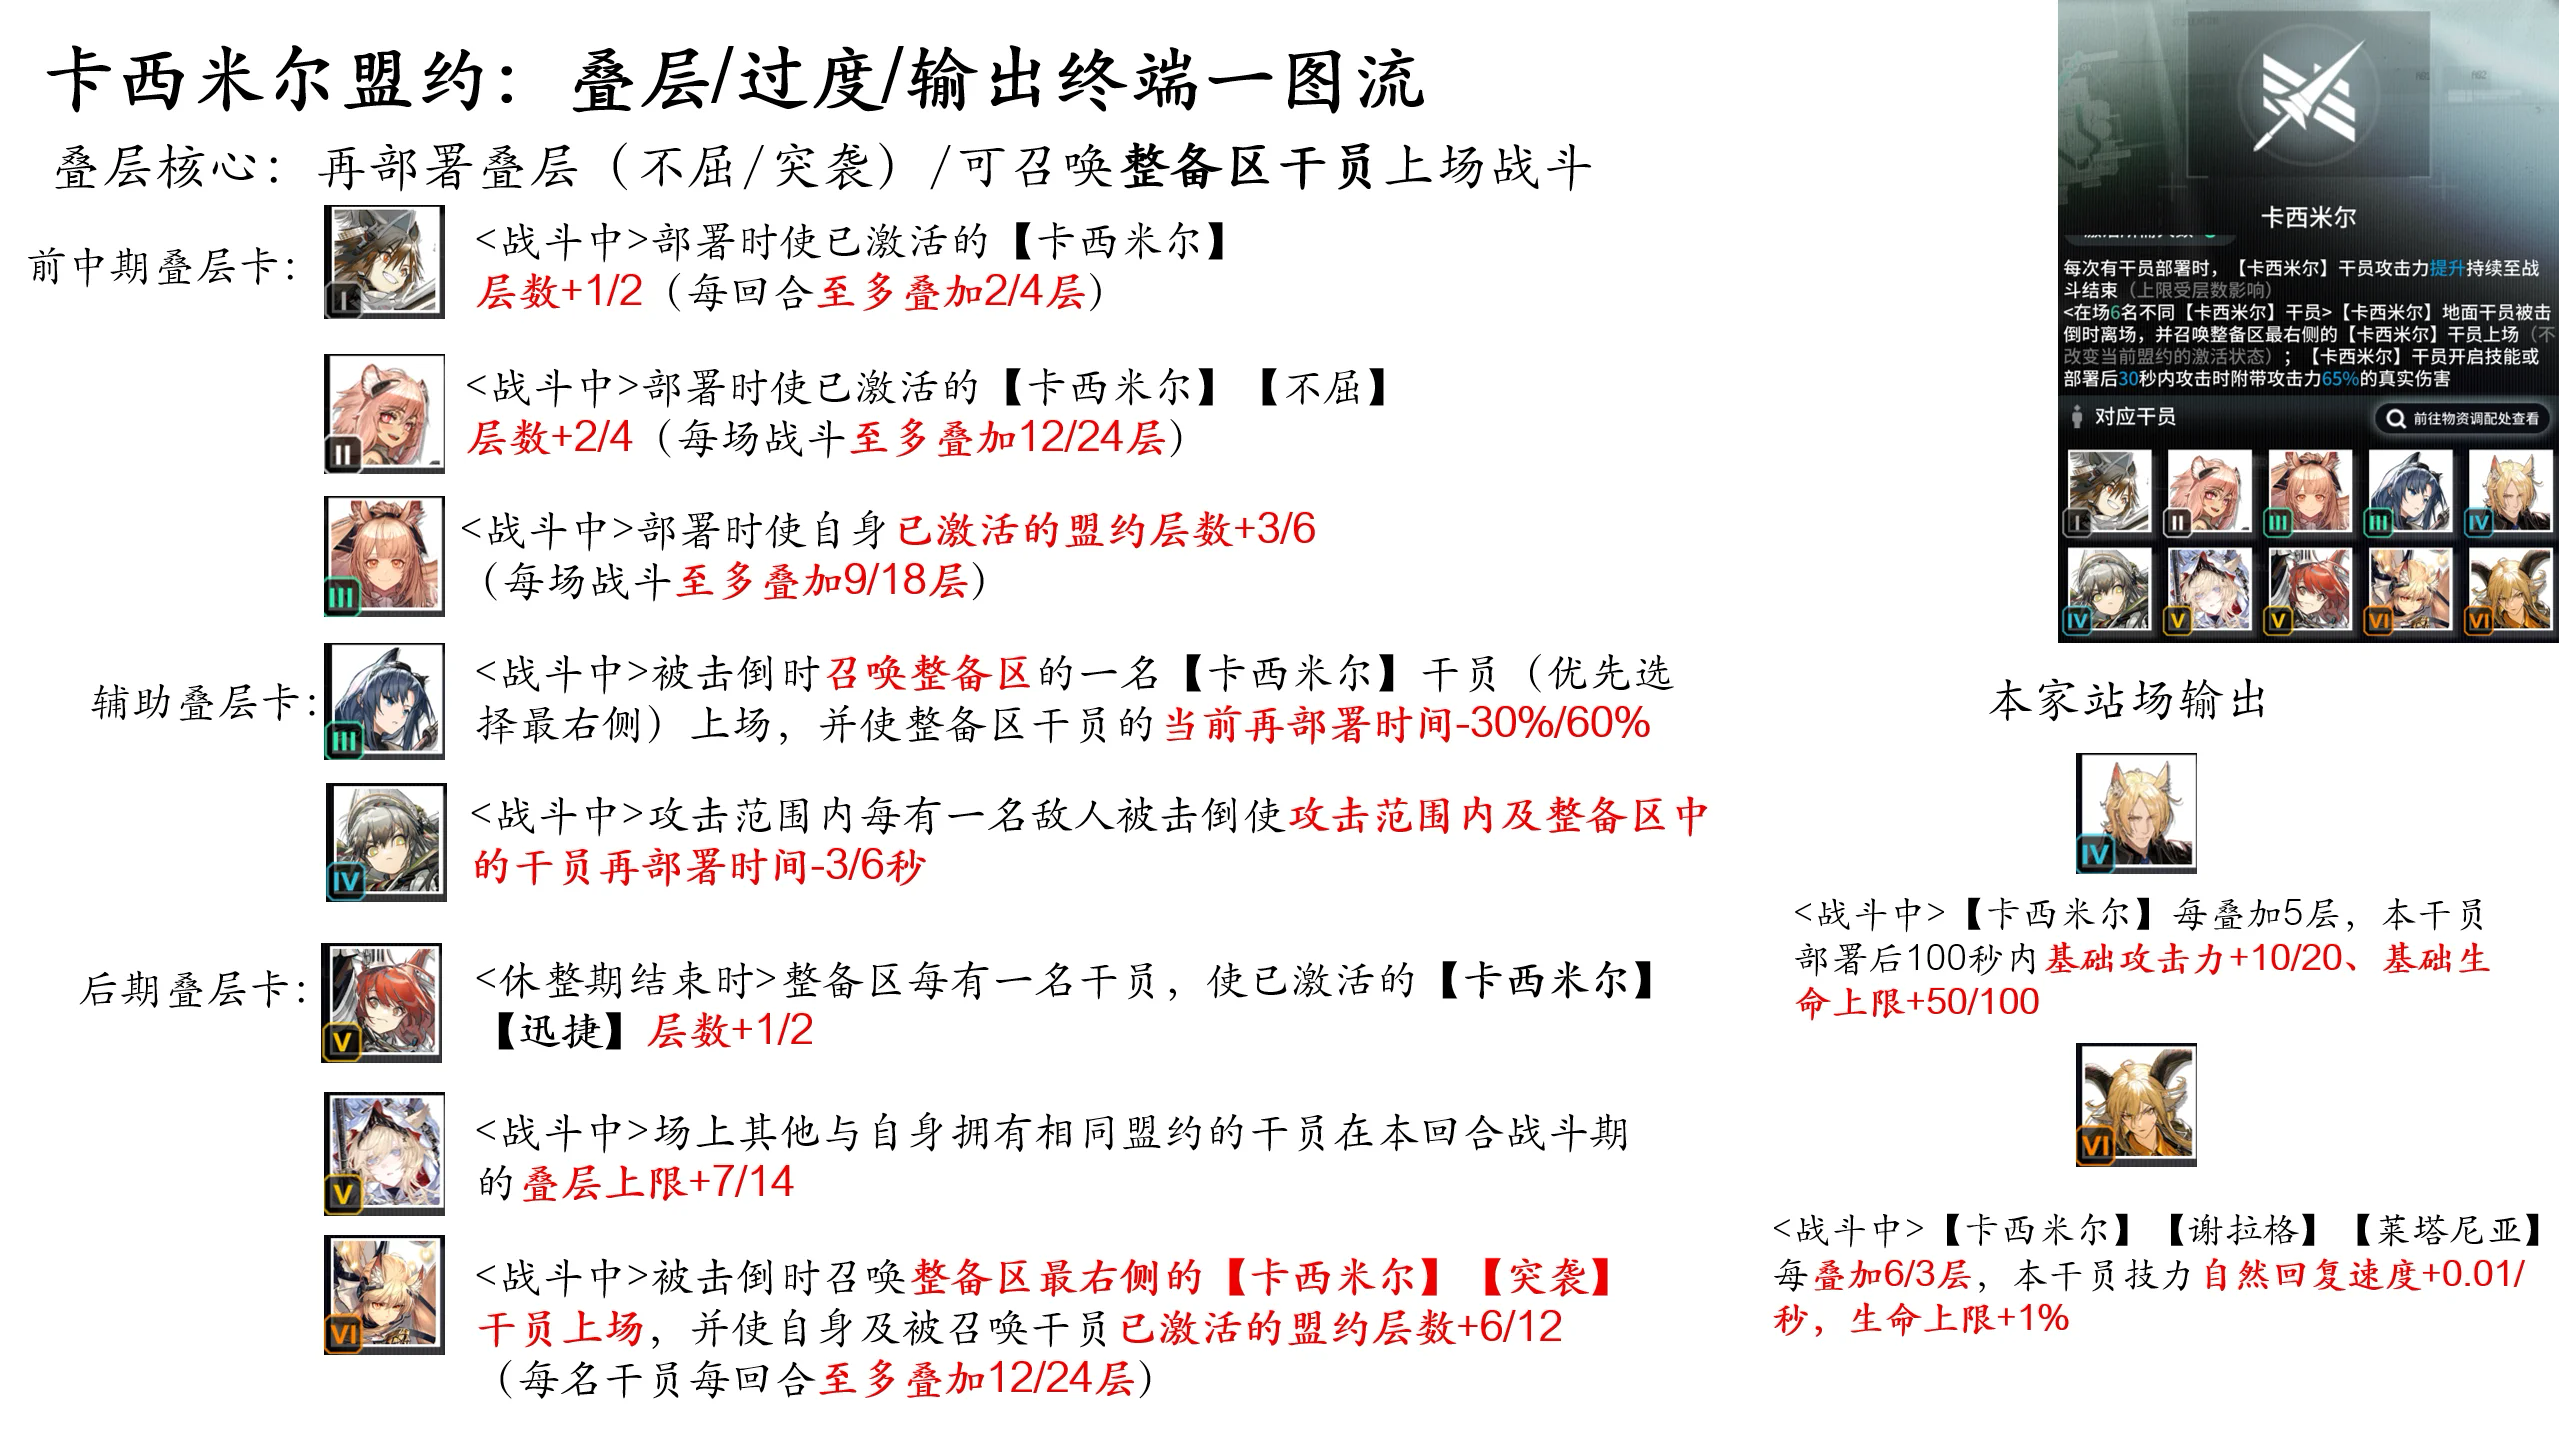 卡西米尔盟约：叠层/过度/输出终端一图流
叠层核心：再部署叠层（不屈/突袭）/可召唤整备区干员上场战斗
前中期叠层卡：
I
<战斗中>部署时使已激活的【卡西米尔】
层数+1/2（每回合至多叠加2/4层）
II
<战斗中>部署时使已激活的【卡西米尔】【不屈】
层数+2/4（每场战斗至多叠加12/24层）
III
<战斗中>部署时使自身已激活的盟约层数+3/6
（每场战斗至多叠加9/18层）
辅助叠层卡：
III
<战斗中>被击倒时召唤整备区的一名【卡西米尔】干员（优先选
择最右侧）上场，并使整备区干员的当前再部署时间-30%/60%
IV
<战斗中>攻击范围内每有一名敌人被击倒使攻击范围内及整备区中
的干员再部署时间-3/6秒
后期叠层卡：
V
<休整期结束时>整备区每有一名干员，使已激活的【卡西米尔】
【迅捷】层数+1/2
V
<战斗中>场上其他与自身拥有相同盟约的干员在本回合战斗期
的叠层上限+7/14
VI
<战斗中>被击倒时召唤整备区最右侧的【卡西米尔】【突袭】
干员上场，并使自身及被召唤干员已激活的盟约层数+6/12
（每名干员每回合至多叠加12/24层）
卡西米尔
每次有干员部署时，【卡西米尔】干员攻击力提升持续至战
斗结束（上限受层数影响）
<在场6名不同【卡西米尔】干员>【卡西米尔】地面干员被击
倒时离场，并召唤整备区最右侧的【卡西米尔】干员上场（不
改变当前盟约的激活状态）；【卡西米尔】干员开启技能或
部署后30秒内攻击时附带攻击力65%的真实伤害
对应干员
前往物资调配处查看
I II III III IV
IV V V VI VI
本家站场输出
IV
<战斗中>【卡西米尔】每叠加5层，本干员
部署后100秒内基础攻击力+10/20、基础生
命上限+50/100
VI
<战斗中>【卡西米尔】【谢拉格】【莱塔尼亚】
每叠加6/3层，本干员技力自然回复速度+0.01/
秒，生命上限+1%